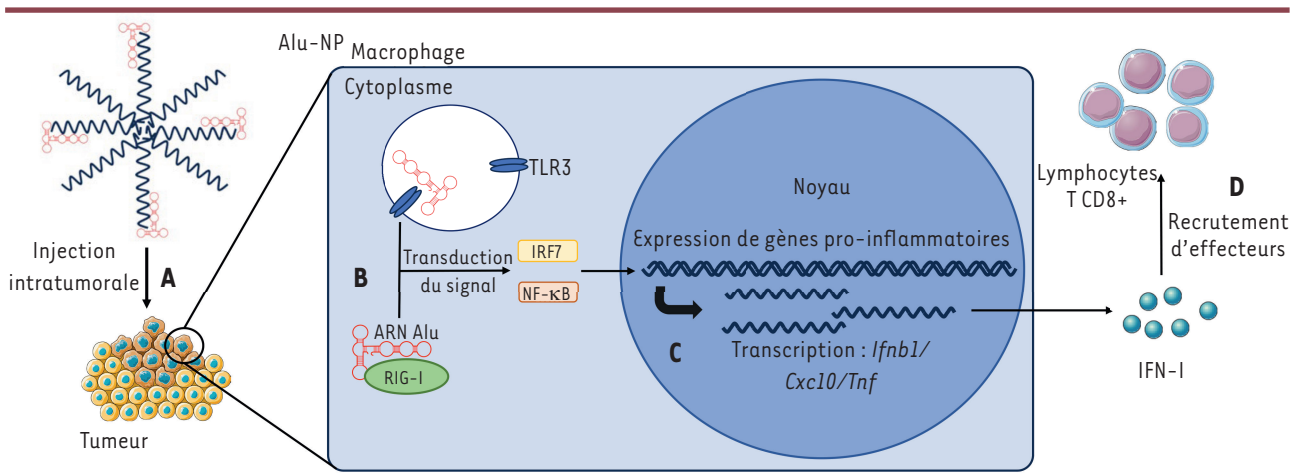 Alu-NP
Macrophage
Cytoplasme
TLR3
Injection
intratumorale
A
Tumeur
B
Transduction
du signal
IRF7
NF-κB
ARN Alu
RIG-I
Noyau
Expression de gènes pro-inflammatoires
C
Transcription : Ifnb1/
Cxc10/Tnf
Lymphocytes
T CD8+
D
Recrutement
d'effecteurs
IFN-I